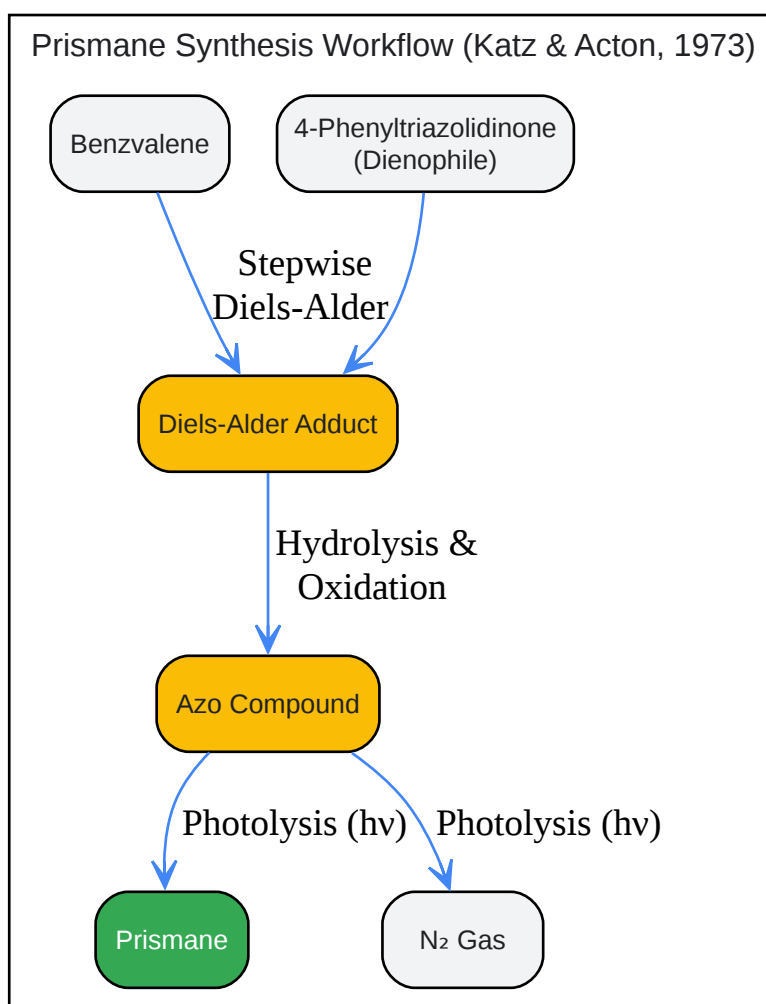 Prismane Synthesis Workflow (Katz & Acton, 1973)
Benzvalene
4-Phenyltriazolidinone
(Dienophile)
Stepwise
Diels-Alder
Diels-Alder Adduct
Hydrolysis &
Oxidation
Azo Compound
Photolysis (hν)
Photolysis (hν)
Prismane
N₂ Gas